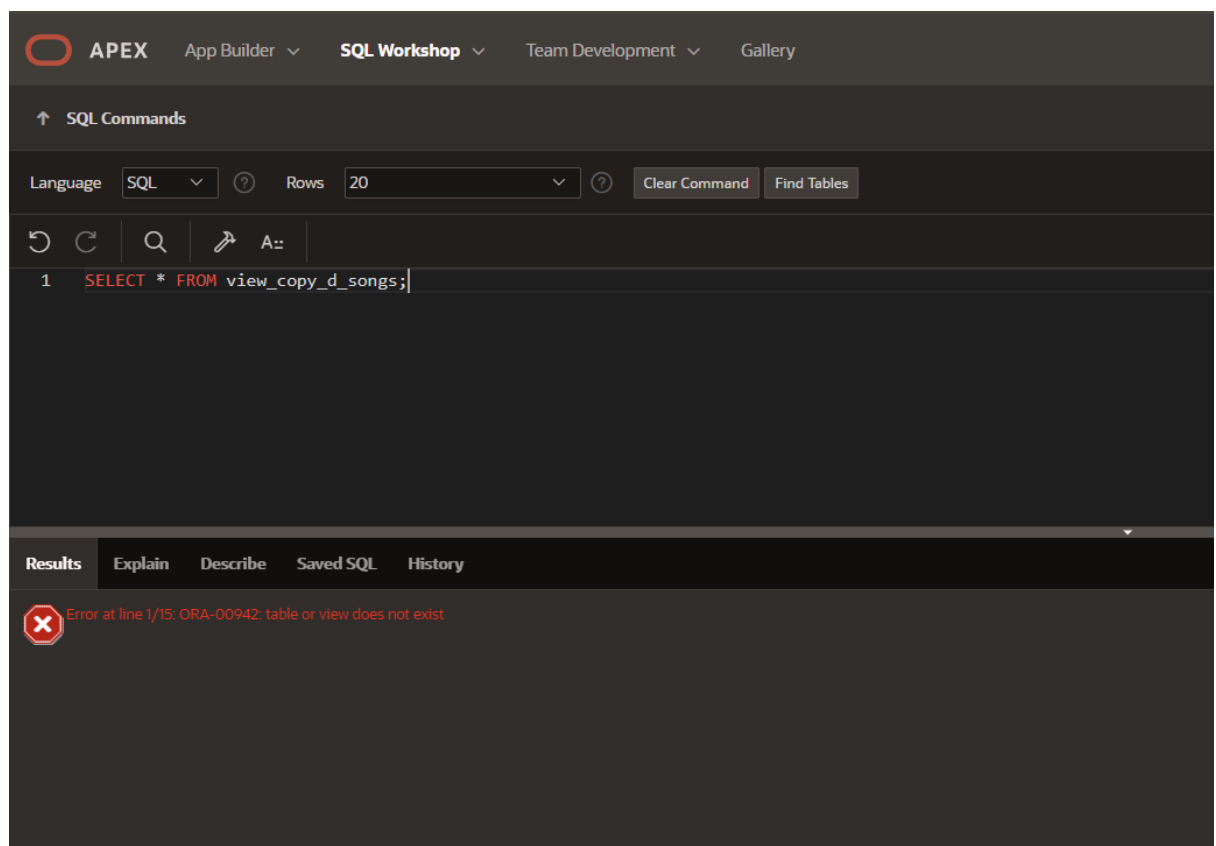 APEX App Builder SQL Workshop Team Development Gallery
SQL Commands
Language SQL ? Rows 20 ? Clear Command Find Tables
A::
1 SELECT * FROM view_copy_d_songs;
Results Explain Describe Saved SQL History
Error at line 1/15: ORA-00942: table or view does not exist